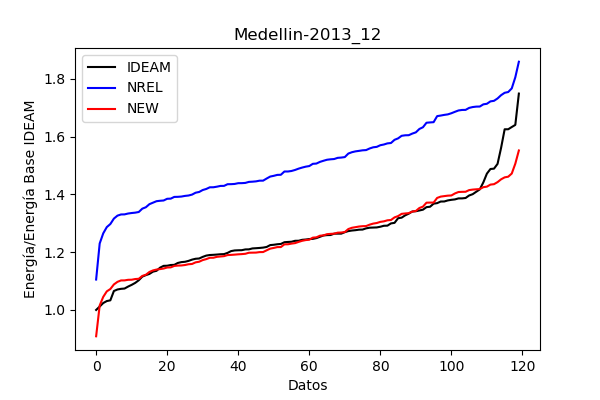 Medellin-2013_12
IDEAM
NREL
NEW
Energía/Energía Base IDEAM
1.8
1.6
1.4
1.2
1.0
0 20 40 60 80 100 120
Datos